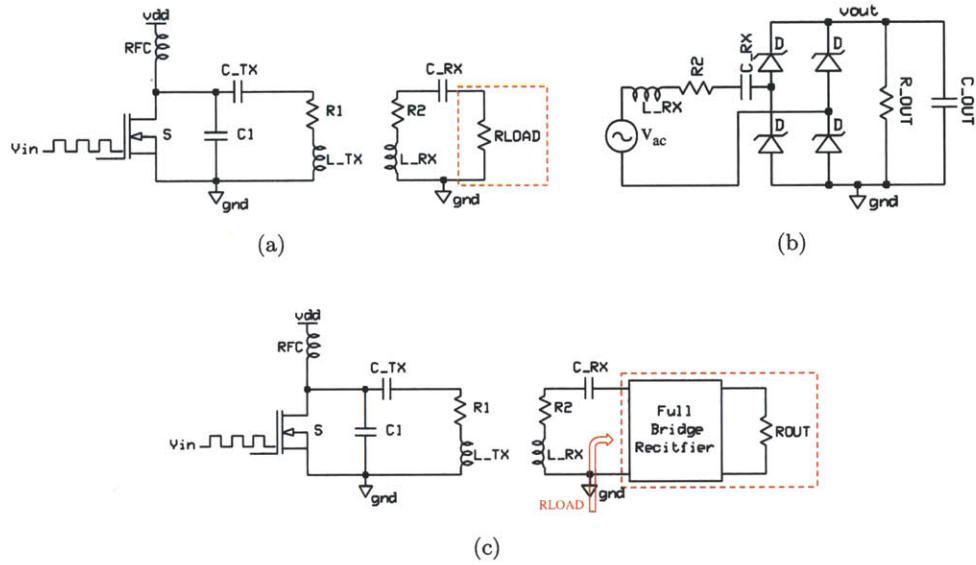 vdd
RFC
C_TX
R1
Vin
S
C1
L_TX
gnd
C_RX
R2
L_RX
RLOAD
gnd
(a)
vout
D
D
C_RX
R2
L_RX
Vac
D
D
R_OUT
C_OUT
gnd
(b)
vdd
RFC
C_TX
R1
Vin
S
C1
L_TX
gnd
C_RX
R2
L_RX
gnd
RLOAD
Full
Bridge
Recitfier
ROUT
(c)